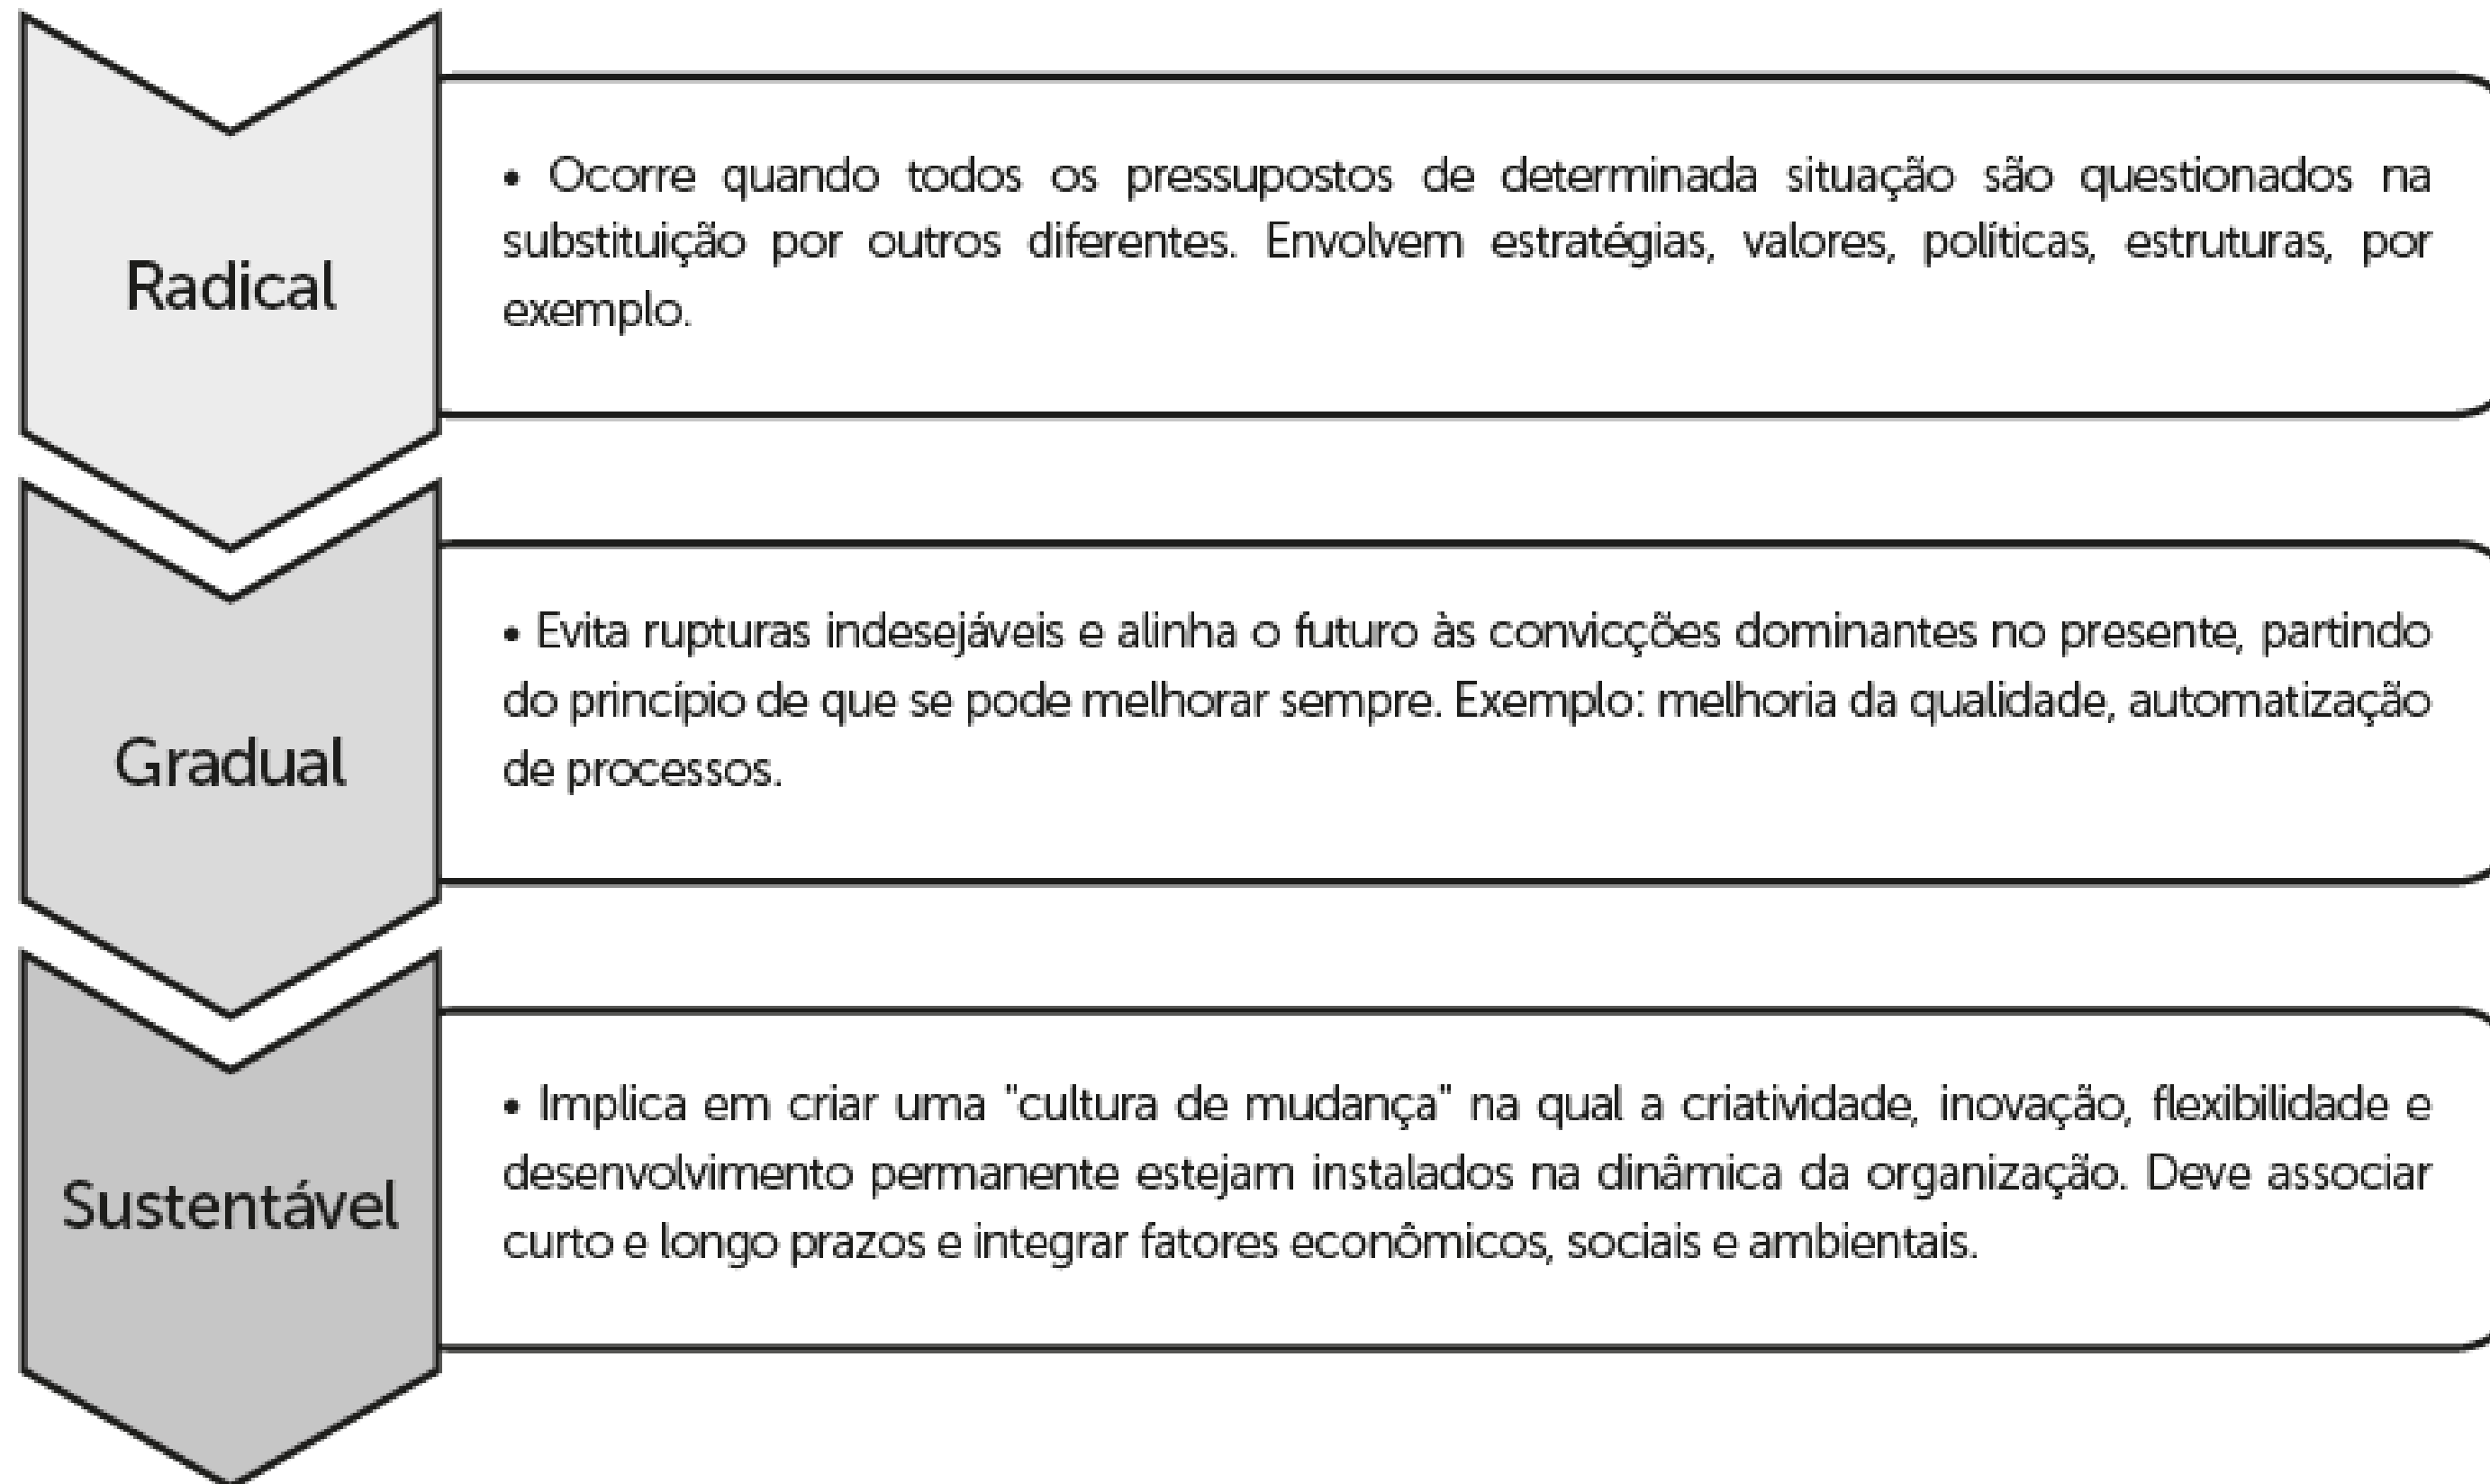 Radical
• Ocorre quando todos os pressupostos de determinada situação são questionados na
substituição por outros diferentes. Envolvem estratégias, valores, políticas, estruturas, por
exemplo.
Gradual
• Evita rupturas indesejáveis e alinha o futuro às convicções dominantes no presente, partindo
do princípio de que se pode melhorar sempre. Exemplo: melhoria da qualidade, automatização
de processos.
Sustentável
• Implica em criar uma "cultura de mudança" na qual a criatividade, inovação, flexibilidade e
desenvolvimento permanente estejam instalados na dinâmica da organização. Deve associar
curto e longo prazos e integrar fatores econômicos, sociais e ambientais.